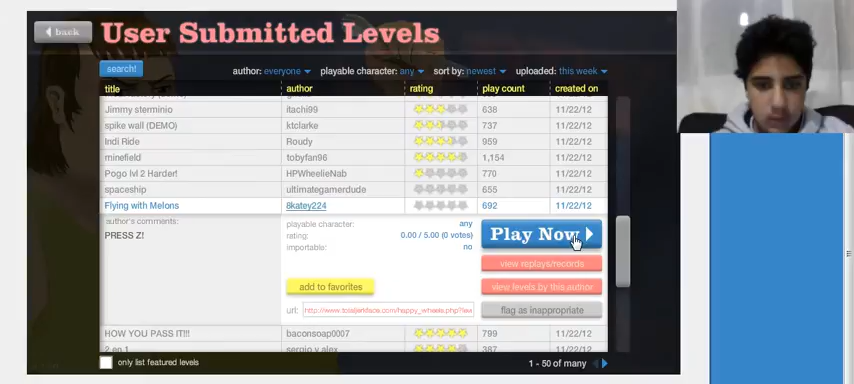 back
User Submitted Levels
search!
author: everyone playable character: any sort by: newest uploaded: this week
title author rating play count created on
Jimmy sterminio itachi99 638 11/22/12
spike wall (DEMO) ktclarke 737 11/22/12
Indi Ride Roudy 959 11/22/12
minefield tobyfan96 1,154 11/22/12
Pogo lvl 2 Harder! HPWheelieNab 770 11/22/12
spaceship ultimategamerdude 655 11/22/12
Flying with Melons 8katey224 692 11/22/12
author's comments:
PRESS Z!
playable character: any
rating: 0.00 / 5.00 (0 votes)
importable: no
Play Now
view replays/records
add to favorites
view levels by this author
url: http://www.totaljerkface.com/happy_wheels.php?leve
flag as inappropriate
HOW YOU PASS IT!!! baconsoap0007 799 11/22/12
2 en 1 sergio y alex 387 11/22/12
only list featured levels
1 - 50 of many